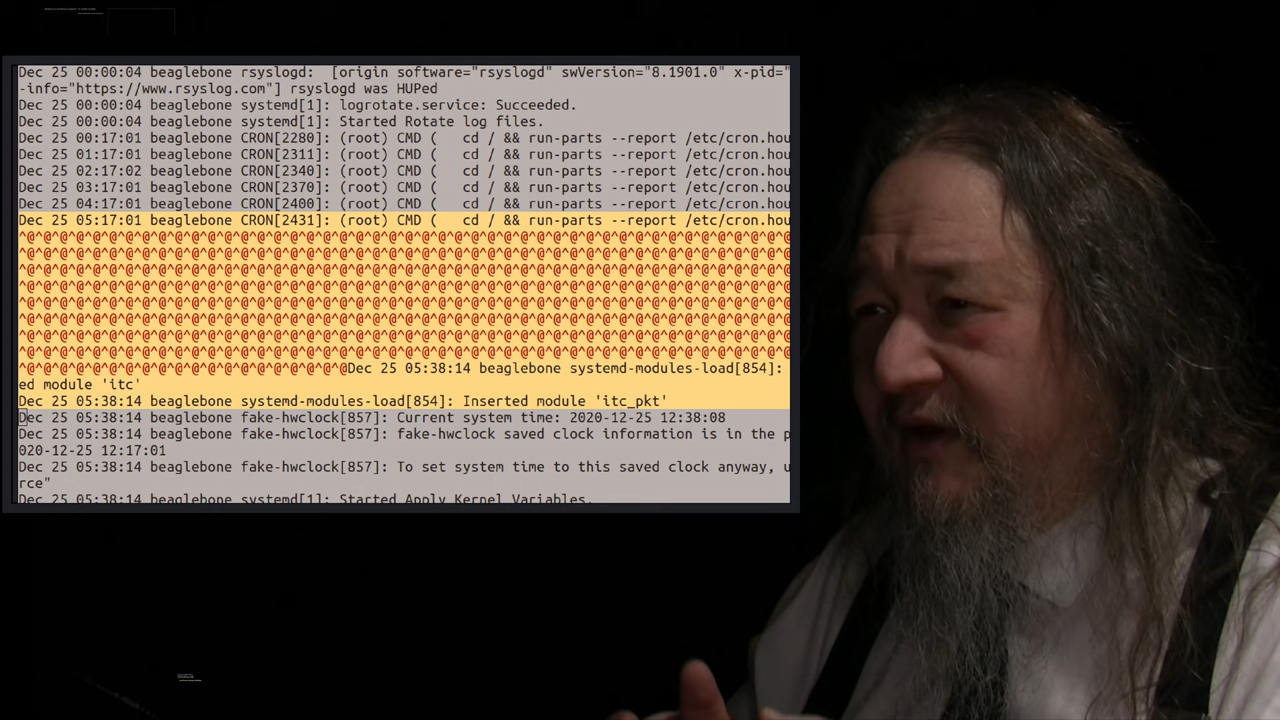 Dec 25 00:00:04 beaglebone rsyslogd:  [origin software="rsyslogd" swVersion="8.1901.0" x-pid="
-info="https://www.rsyslog.com"] rsyslogd was HUPed
Dec 25 00:00:04 beaglebone systemd[1]: logrotate.service: Succeeded.
Dec 25 00:00:04 beaglebone systemd[1]: Started Rotate log files.
Dec 25 00:17:01 beaglebone CRON[2280]: (root) CMD (   cd / && run-parts --report /etc/cron.hou
Dec 25 01:17:01 beaglebone CRON[2311]: (root) CMD (   cd / && run-parts --report /etc/cron.hou
Dec 25 02:17:02 beaglebone CRON[2340]: (root) CMD (   cd / && run-parts --report /etc/cron.hou
Dec 25 03:17:01 beaglebone CRON[2370]: (root) CMD (   cd / && run-parts --report /etc/cron.hou
Dec 25 04:17:01 beaglebone CRON[2400]: (root) CMD (   cd / && run-parts --report /etc/cron.hou
Dec 25 05:17:01 beaglebone CRON[2431]: (root) CMD (   cd / && run-parts --report /etc/cron.hou
^@^@^@^@^@^@^@^@^@^@^@^@^@^@^@^@^@^@^@^@^@^@^@^@^@^@^@^@^@^@^@^@^@^@^@^@^@^@^@^@^@^@^@^@^@^@^@
^@^@^@^@^@^@^@^@^@^@^@^@^@^@^@^@^@^@^@^@^@^@^@^@^@^@^@^@^@^@^@^@^@^@^@^@^@^@^@^@^@^@^@^@^@^@^@
^@^@^@^@^@^@^@^@^@^@^@^@^@^@^@^@^@^@^@^@^@^@^@^@^@^@^@^@^@^@^@^@^@^@^@^@^@^@^@^@^@^@^@^@^@^@^@
^@^@^@^@^@^@^@^@^@^@^@^@^@^@^@^@^@^@^@^@^@^@^@^@^@^@^@^@^@^@^@^@^@^@^@^@^@^@^@^@^@^@^@^@^@^@^@
^@^@^@^@^@^@^@^@^@^@^@^@^@^@^@^@^@^@^@^@^@^@^@^@^@^@^@^@^@^@^@^@^@^@^@^@^@^@^@^@^@^@^@^@^@^@^@
^@^@^@^@^@^@^@^@^@^@^@^@^@^@^@^@^@^@^@^@^@^@^@^@^@^@^@^@^@^@^@^@^@^@^@^@^@^@^@^@^@^@^@^@^@^@^@
^@^@^@^@^@^@^@^@^@^@^@^@^@^@^@^@^@^@^@^@^@^@^@^@^@^@^@^@^@^@^@^@^@^@^@^@^@^@^@^@^@^@^@^@^@^@^@
^@^@^@^@^@^@^@^@^@^@^@^@^@^@^@^@^@^@^@^@^@^@^@^@^@^@^@^@^@^@^@^@^@^@^@^@^@^@^@^@^@^@^@^@^@^@^@
^@^@^@^@^@^@^@^@^@^@^@^@^@^@^@^@^@^@^@^@Dec 25 05:38:14 beaglebone systemd-modules-load[854]:
ed module 'itc'
Dec 25 05:38:14 beaglebone systemd-modules-load[854]: Inserted module 'itc_pkt'
Dec 25 05:38:14 beaglebone fake-hwclock[857]: Current system time: 2020-12-25 12:38:08
Dec 25 05:38:14 beaglebone fake-hwclock[857]: fake-hwclock saved clock information is in the p
020-12-25 12:17:01
Dec 25 05:38:14 beaglebone fake-hwclock[857]: To set system time to this saved clock anyway, u
rce"
Dec 25 05:38:14 beaglebone systemd[1]: Started Apply Kernel Variables.